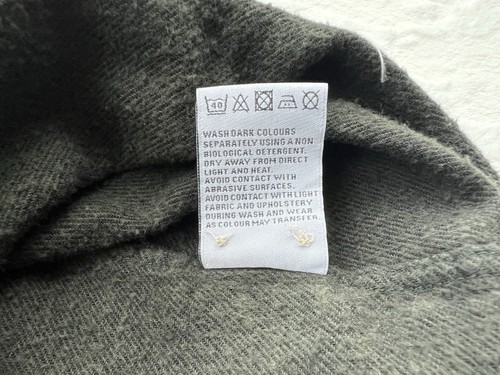 40
WASH DARK COLOURS
SEPARATELY USING A NON
BIOLOGICAL DETERGENT.
DRY AWAY FROM DIRECT
LIGHT AND HEAT.
AVOID CONTACT WITH
ABRASIVE SURFACES.
AVOID CONTACT WITH LIGHT
FABRIC AND UPHOLSTERY
DURING WASH AND WEAR
AS COLOUR MAY TRANSFER.